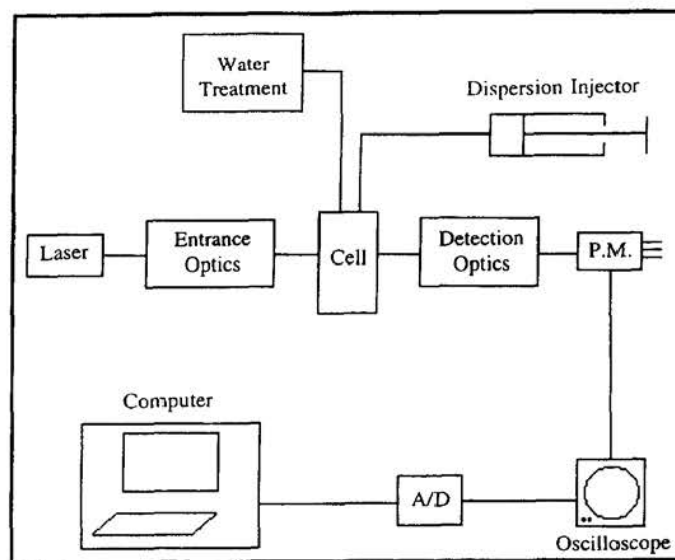 Water
Treatment
Dispersion Injector
Laser
Entrance
Optics
Cell
Detection
Optics
P.M.
Computer
A/D
Oscilloscope